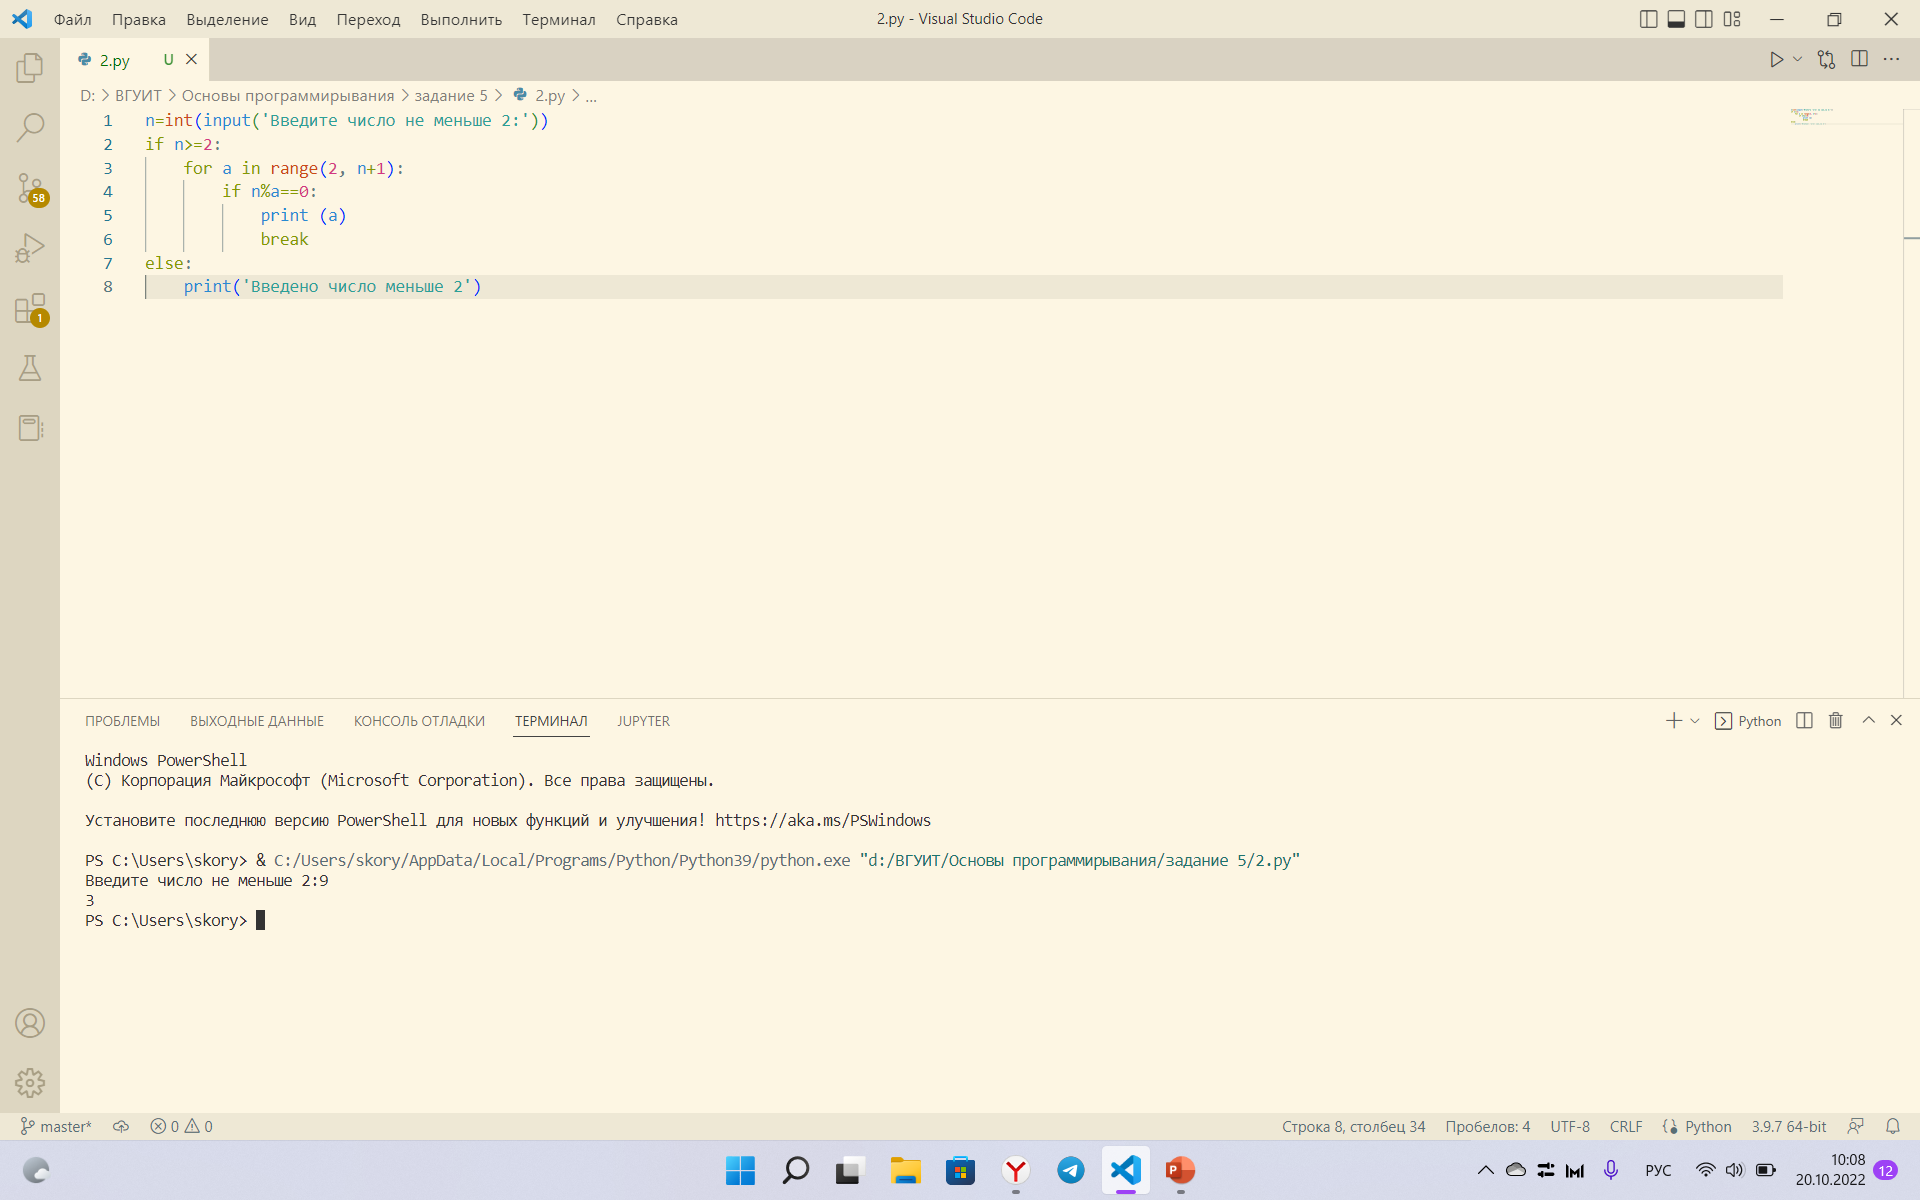 Файл Правка Выделение Вид Переход Выполнить Терминал Справка 2.py - Visual Studio Code
2.py U
D: > ВГУИТ > Основы программирывания > задание 5 > 2.py > ...
1 n=int(input('Введите число не меньше 2:'))
2 if n>=2:
3 for a in range(2, n+1):
4 if n%a==0:
5 print (a)
6 break
7 else:
8 print('Введено число меньше 2')
58
1
ПРОБЛЕМЫ ВЫХОДНЫЕ ДАННЫЕ КОНСОЛЬ ОТЛАДКИ ТЕРМИНАЛ JUPYTER Python
Windows PowerShell
(C) Корпорация Майкрософт (Microsoft Corporation). Все права защищены.
Установите последнюю версию PowerShell для новых функций и улучшения! https://aka.ms/PSWindows
PS C:\Users\skory> & C:/Users/skory/AppData/Local/Programs/Python/Python39/python.exe "d:/ВГУИТ/Основы программирывания/задание 5/2.py"
Введите число не меньше 2:9
3
PS C:\Users\skory>
master* 0 0 Строка 8, столбец 34 Пробелов: 4 UTF-8 CRLF Python 3.9.7 64-bit
РУС 10:08
20.10.2022 12